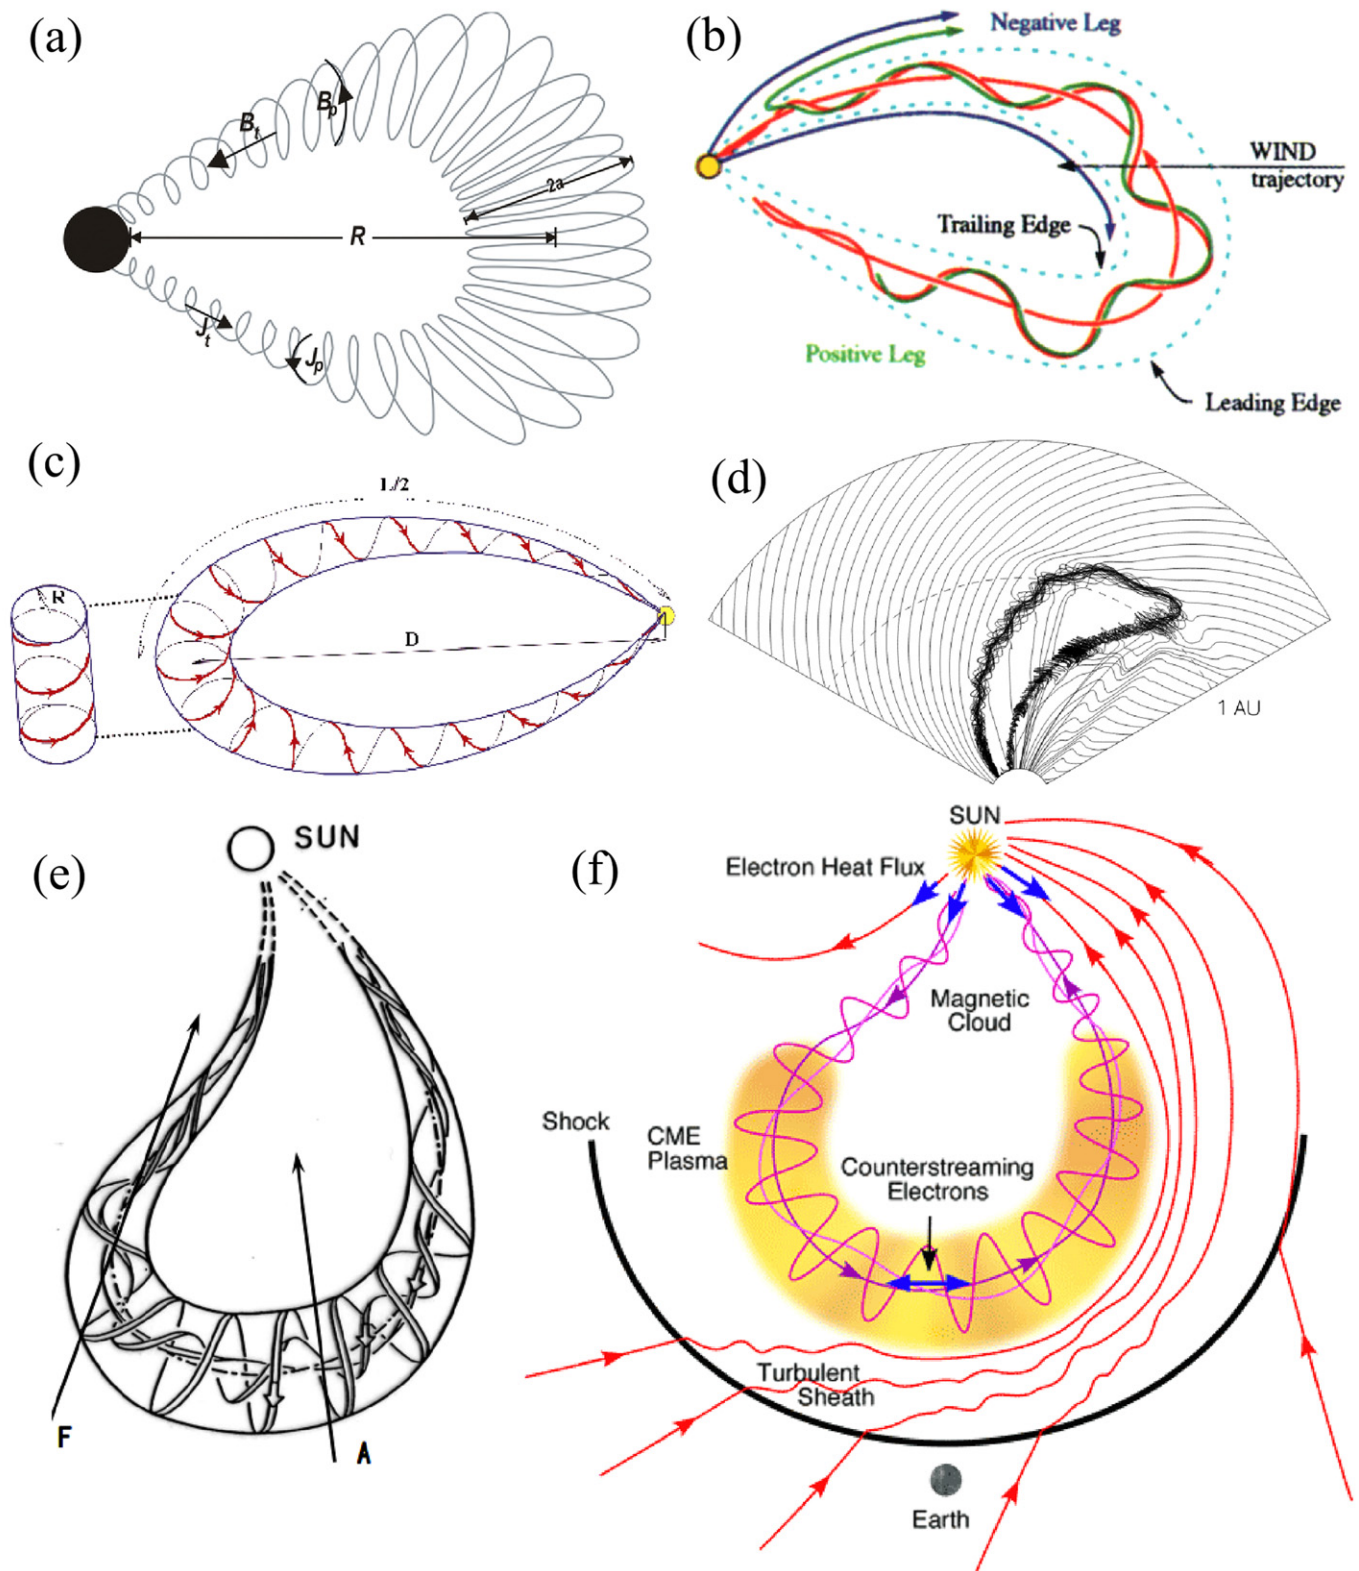 (a)
B_p
B_t
2a
R
J_t
J_p
(b)
Negative Leg
WIND
trajectory
Trailing Edge
Positive Leg
Leading Edge
(c)
L/2
R
D
(d)
1 AU
(e)
SUN
F
A
(f)
SUN
Electron Heat Flux
Magnetic
Cloud
Shock
CME
Plasma
Counterstreaming
Electrons
Turbulent
Sheath
Earth